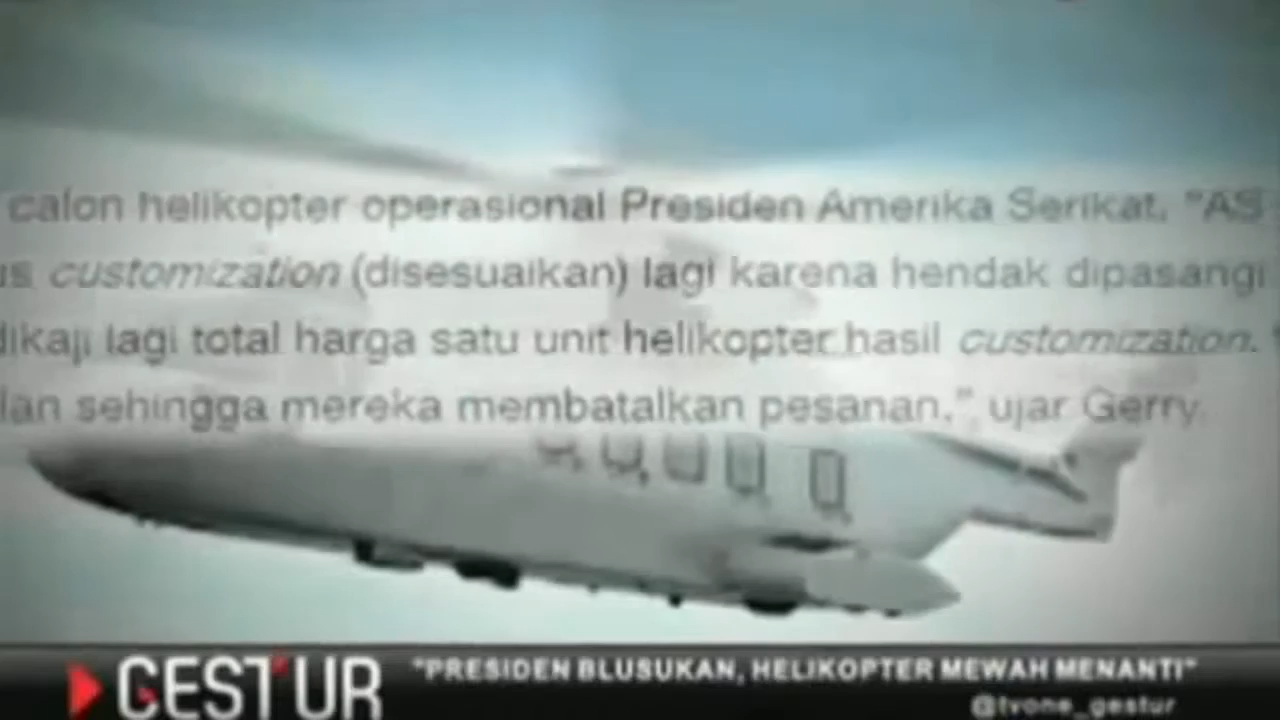 calon helikopter operasional Presiden Amerika Serikat. "AS
us customization (disesuaikan) lagi karena hendak dipasangi
dikaji lagi total harga satu unit helikopter hasil customization.
lan sehingga mereka membatalkan pesanan," ujar Gerry.
GESTUR
"PRESIDEN BLUSUKAN, HELIKOPTER MEWAH MENANTI"
@tvone_gestur